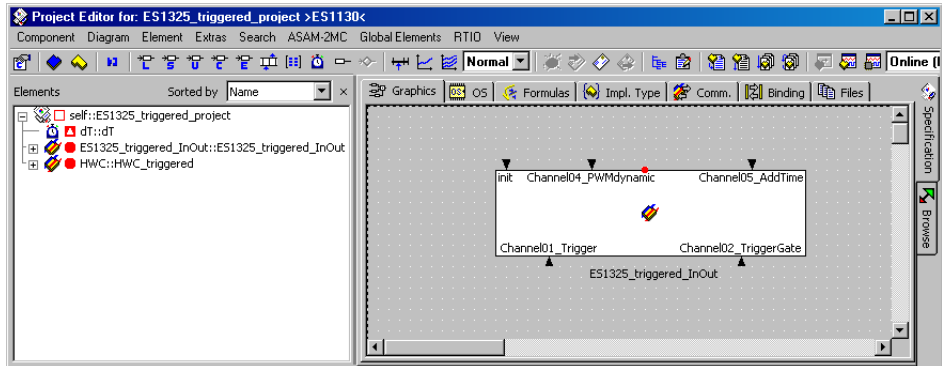 Project Editor for: ES1325_triggered_project >ES1130<
Component Diagram Element Extras Search ASAM-2MC Global Elements RTIO View
Normal Online (I
Elements Sorted by Name ×
self::ES1325_triggered_project
dT::dT
ES1325_triggered_InOut::ES1325_triggered_InOut
HWC::HWC_triggered
Graphics OS Formulas Impl. Type Comm. Binding Files
init Channel04_PWMdynamic Channel05_AddTime
Channel01_Trigger Channel02_TriggerGate
ES1325_triggered_InOut
Specification
Browse